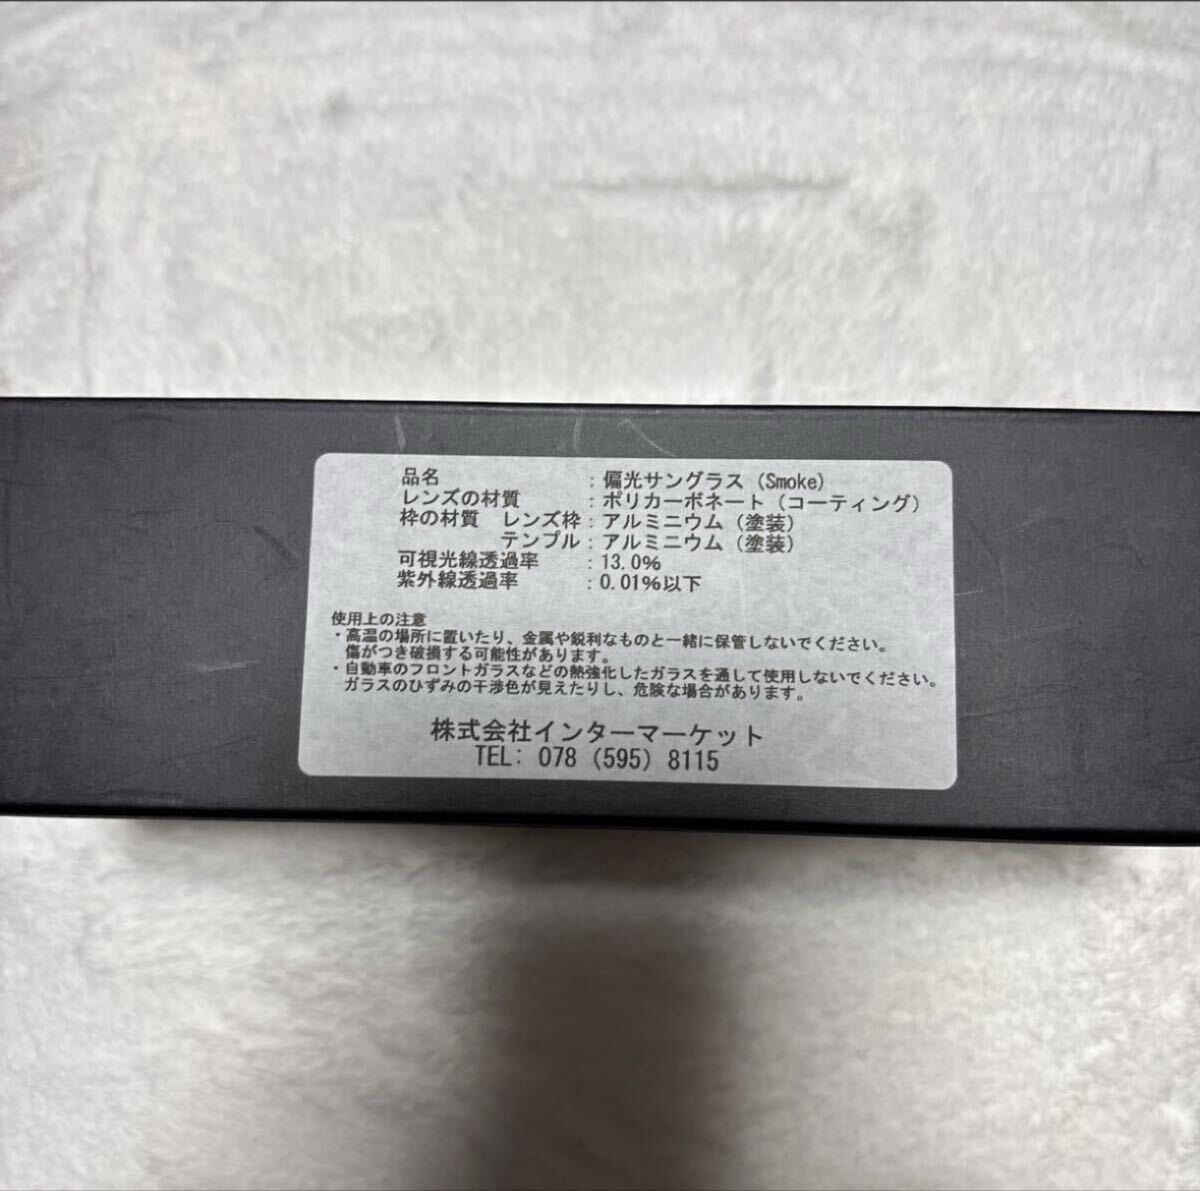 品名 : 偏光サングラス (Smoke)
レンズの材質 : ポリカーボネート (コーティング)
枠の材質 レンズ枠 : アルミニウム (塗装)
テンプル : アルミニウム (塗装)
可視光線透過率 : 13.0%
紫外線透過率 : 0.01%以下
使用上の注意
・高温の場所に置いたり、金属や鋭利なものと一緒に保管しないでください。
傷がつき破損する可能性があります。
・自動車のフロントガラスなどの熱強化したガラスを通して使用しないでください。
ガラスのひずみの干渉色が見えたりし、危険な場合があります。
株式会社インターマーケット
TEL: 078 (595) 8115